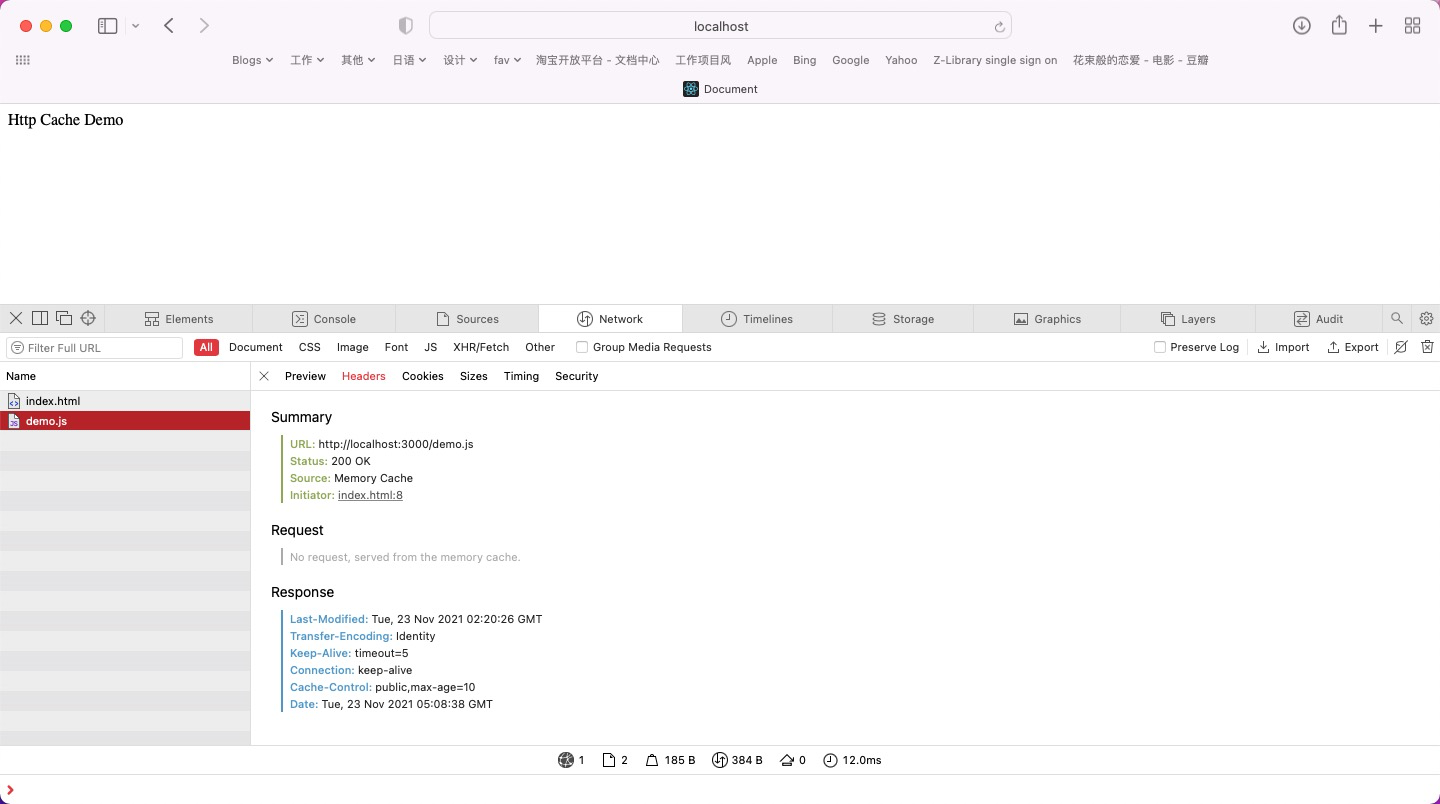 localhost
Blogs 工作 其他 日语 设计 fav 淘宝开放平台 - 文档中心 工作项目风 Apple Bing Google Yahoo Z-Library single sign on 花束般的恋爱 - 电影 - 豆瓣
Document
Http Cache Demo
Elements Console Sources Network Timelines Storage Graphics Layers Audit
Filter Full URL All Document CSS Image Font JS XHR/Fetch Other Group Media Requests Preserve Log Import Export
Name Preview Headers Cookies Sizes Timing Security
index.html
demo.js
Summary
URL: http://localhost:3000/demo.js
Status: 200 OK
Source: Memory Cache
Initiator: index.html:8
Request
No request, served from the memory cache.
Response
Last-Modified: Tue, 23 Nov 2021 02:20:26 GMT
Transfer-Encoding: Identity
Keep-Alive: timeout=5
Connection: keep-alive
Cache-Control: public,max-age=10
Date: Tue, 23 Nov 2021 05:08:38 GMT
1 2 185 B 384 B 0 12.0ms